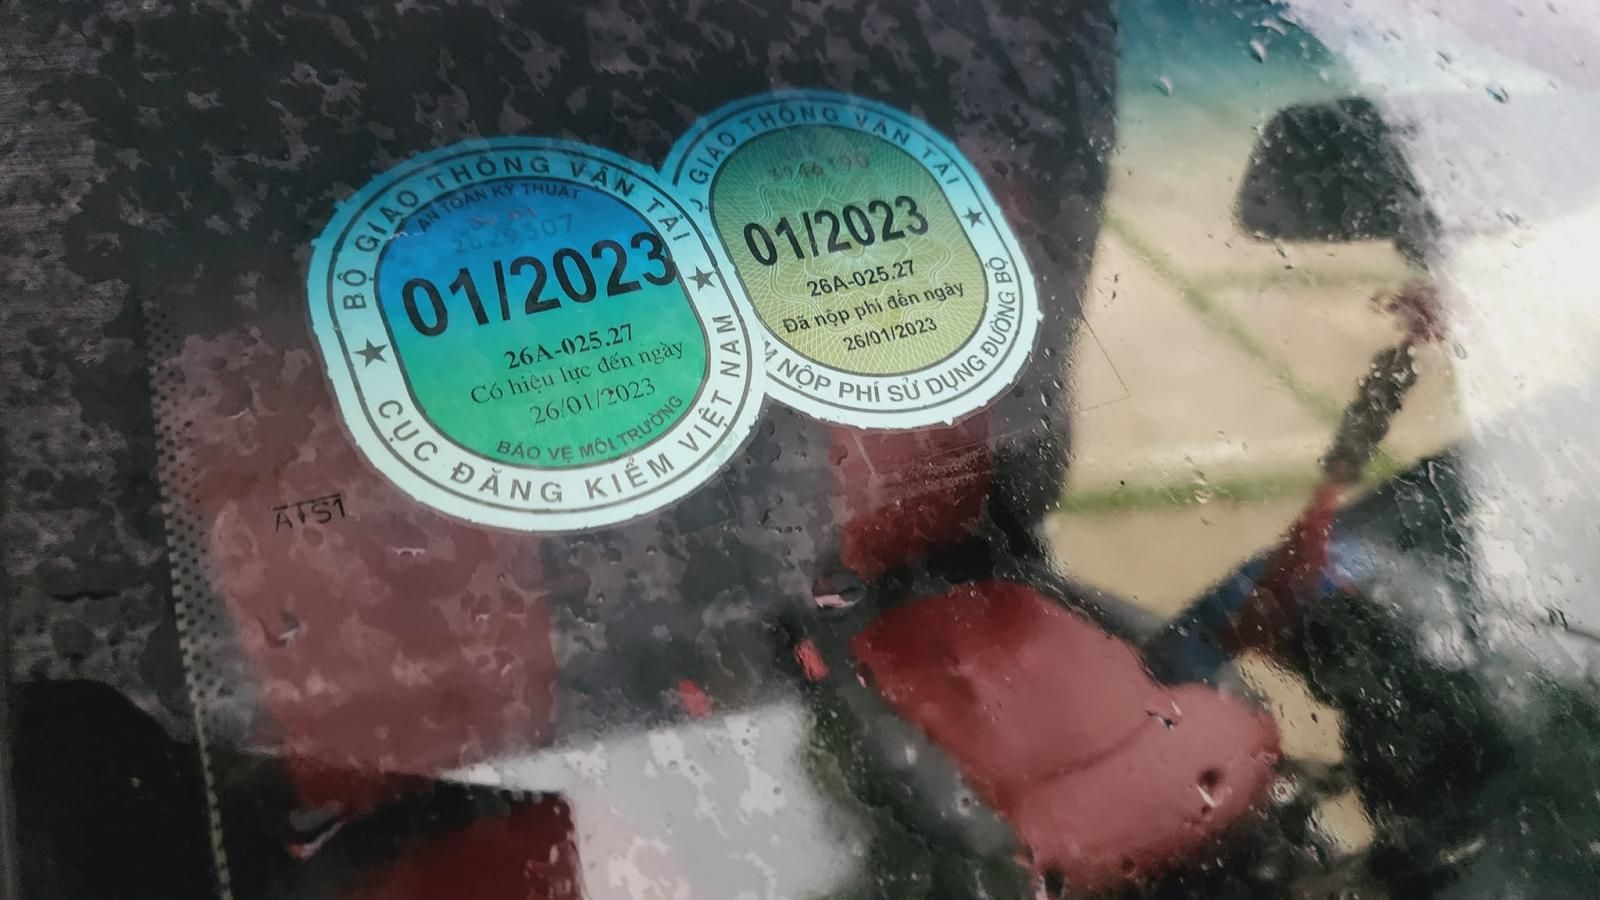 BỘ GIAO THÔNG VẬN TẢI
AN TOÀN KỸ THUẬT
01/2023
26A-025.27
Có hiệu lực đến ngày
26/01/2023
BẢO VỆ MÔI TRƯỜNG
CỤC ĐĂNG KIỂM VIỆT NAM
GIAO THÔNG VẬN TẢI
3946190
01/2023
26A-025.27
Đã nộp phí đến ngày
26/01/2023
NỘP PHÍ SỬ DỤNG ĐƯỜNG BỘ
ATS1